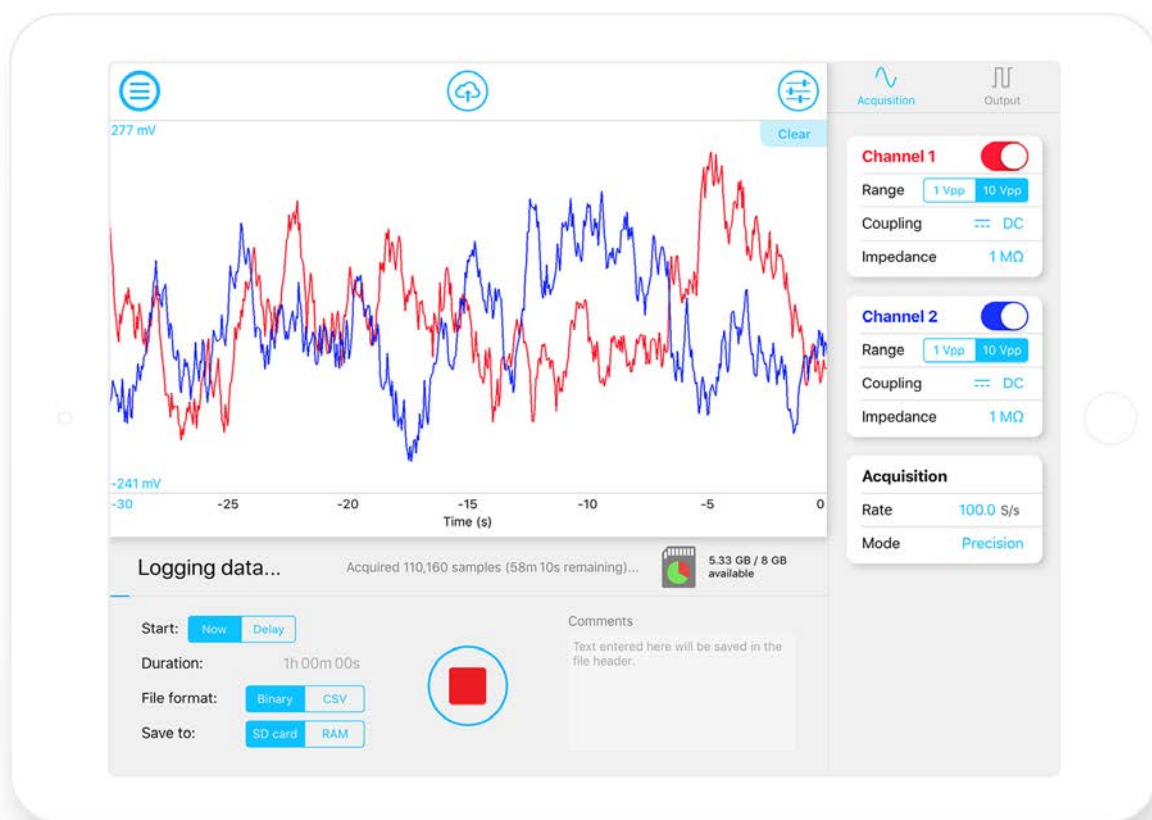 Acquisition
Output
277 mV
Clear
-241 mV
-30 -25 -20 -15 -10 -5 0
Time (s)
Channel 1
Range 1 Vpp 10 Vpp
Coupling DC
Impedance 1 MΩ
Channel 2
Range 1 Vpp 10 Vpp
Coupling DC
Impedance 1 MΩ
Acquisition
Rate 100.0 S/s
Mode Precision
Logging data...
Acquired 110,160 samples (58m 10s remaining)...
5.33 GB / 8 GB
available
Start: Now Delay
Duration: 1h 00m 00s
File format: Binary CSV
Save to: SD card RAM
Comments
Text entered here will be saved in the
file header.